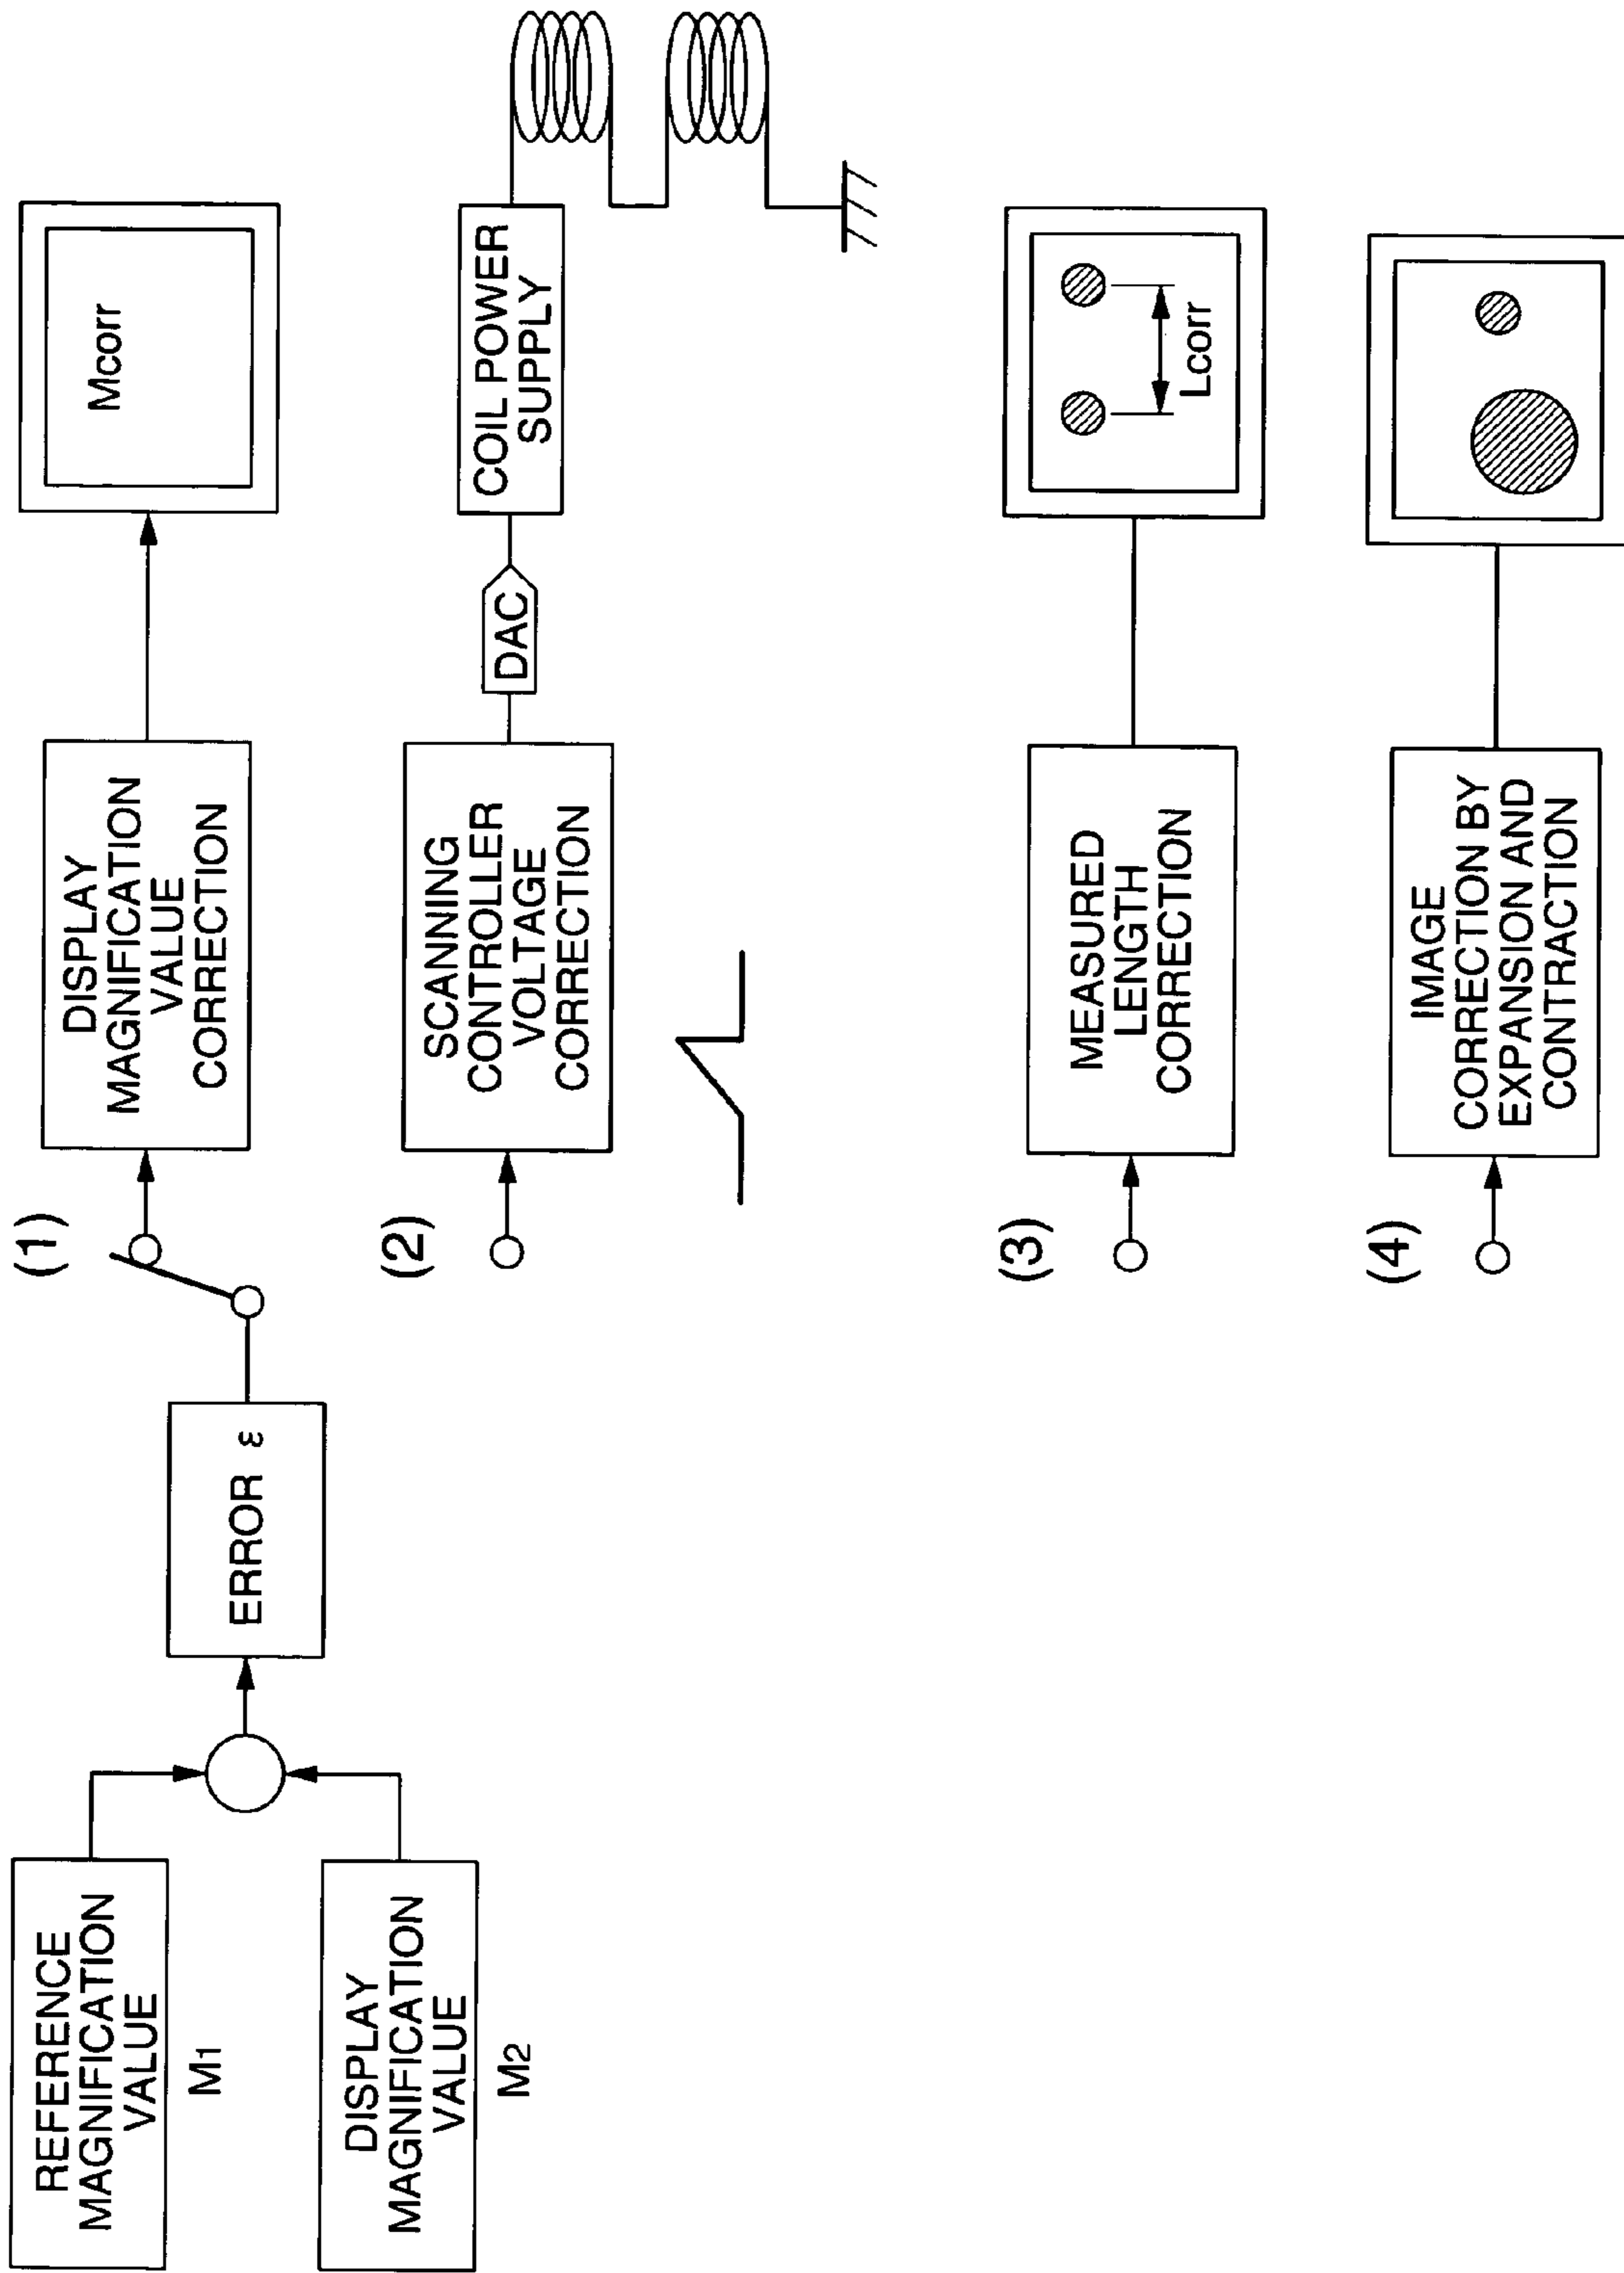 REFERENCE
MAGNIFICATION
VALUE
M1
DISPLAY
MAGNIFICATION
VALUE
M2
ERROR ε
(1)
DISPLAY
MAGNIFICATION
VALUE
CORRECTION
Mcorr
(2)
SCANNING
CONTROLLER
VOLTAGE
CORRECTION
DAC
COIL POWER
SUPPLY
(3)
MEASURED
LENGTH
CORRECTION
Lcorr
(4)
IMAGE
CORRECTION BY
EXPANSION AND
CONTRACTION